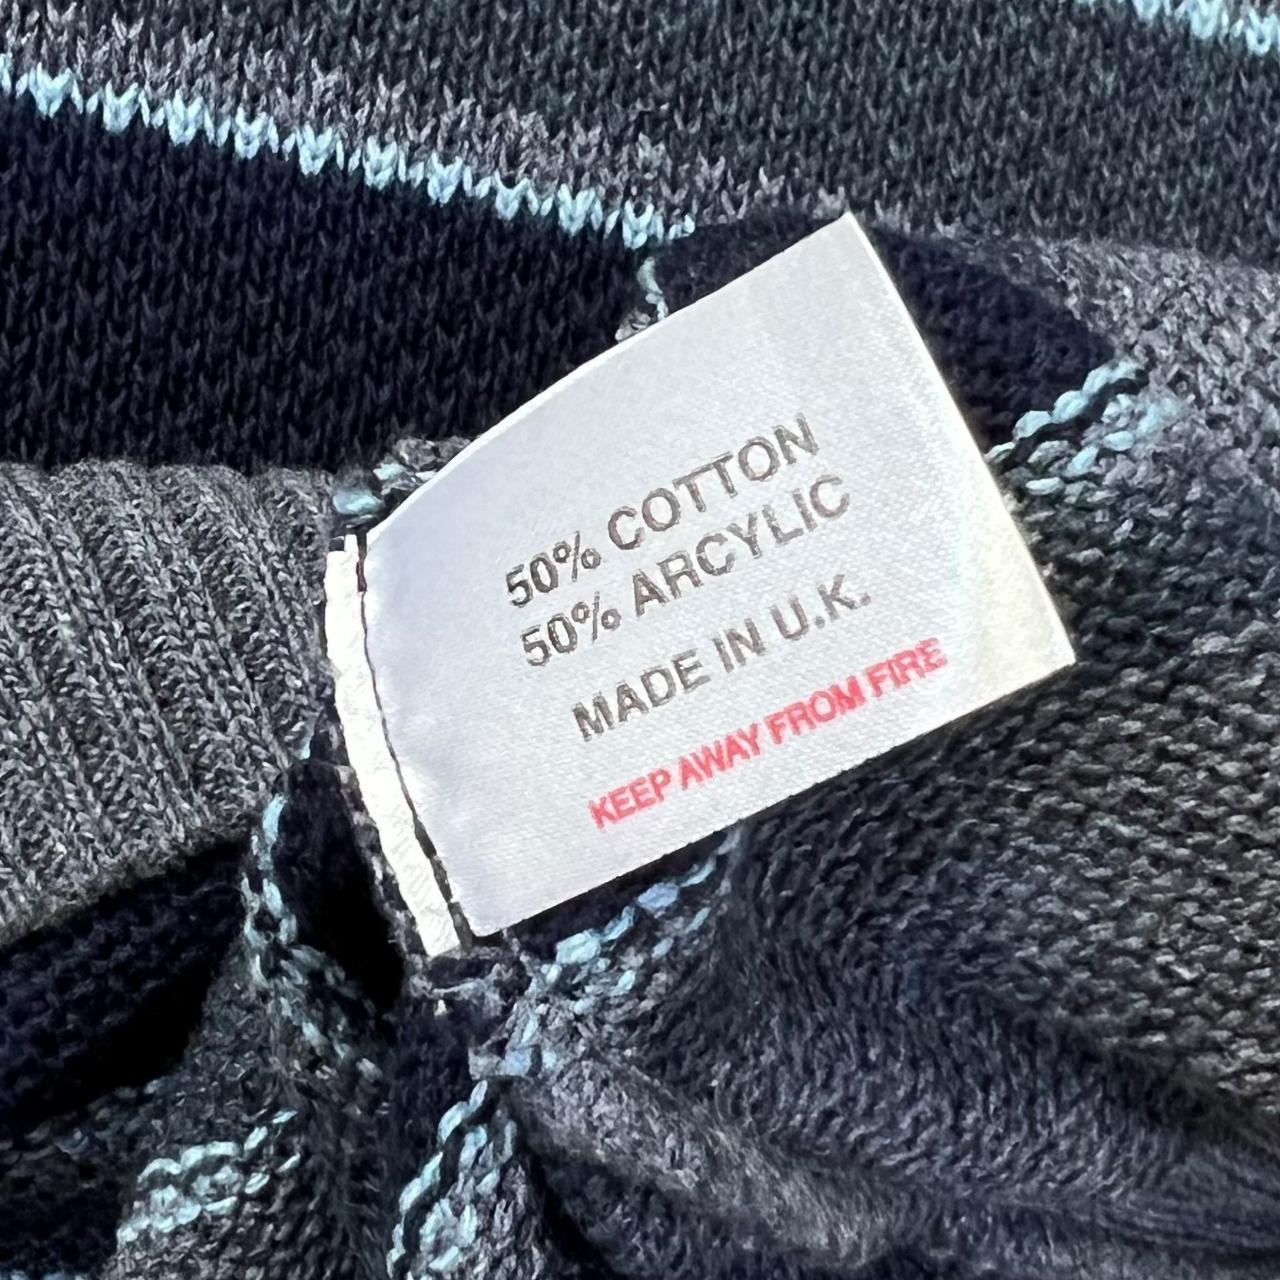 50% COTTON
50% ARCYLIC
MADE IN U.K.
KEEP AWAY FROM FIRE